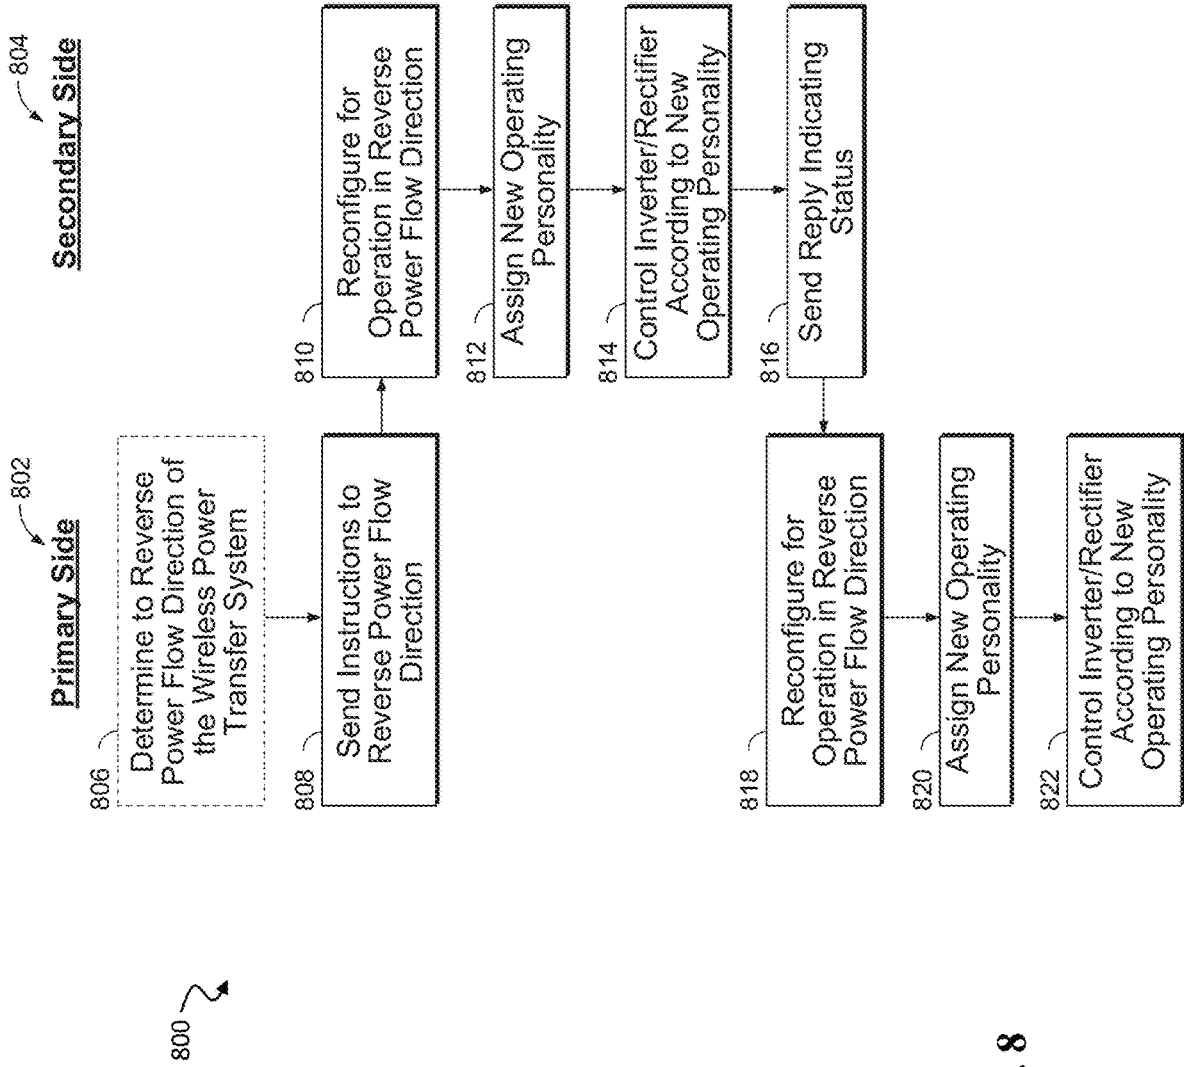 800
Primary Side
802
806
Determine to Reverse
Power Flow Direction of
the Wireless Power
Transfer System
808
Send Instructions to
Reverse Power Flow
Direction
Secondary Side
804
810
Reconfigure for
Operation in Reverse
Power Flow Direction
812
Assign New Operating
Personality
814
Control Inverter/Rectifier
According to New
Operating Personality
816
Send Reply Indicating
Status
818
Reconfigure for
Operation in Reverse
Power Flow Direction
820
Assign New Operating
Personality
822
Control Inverter/Rectifier
According to New
Operating Personality
8